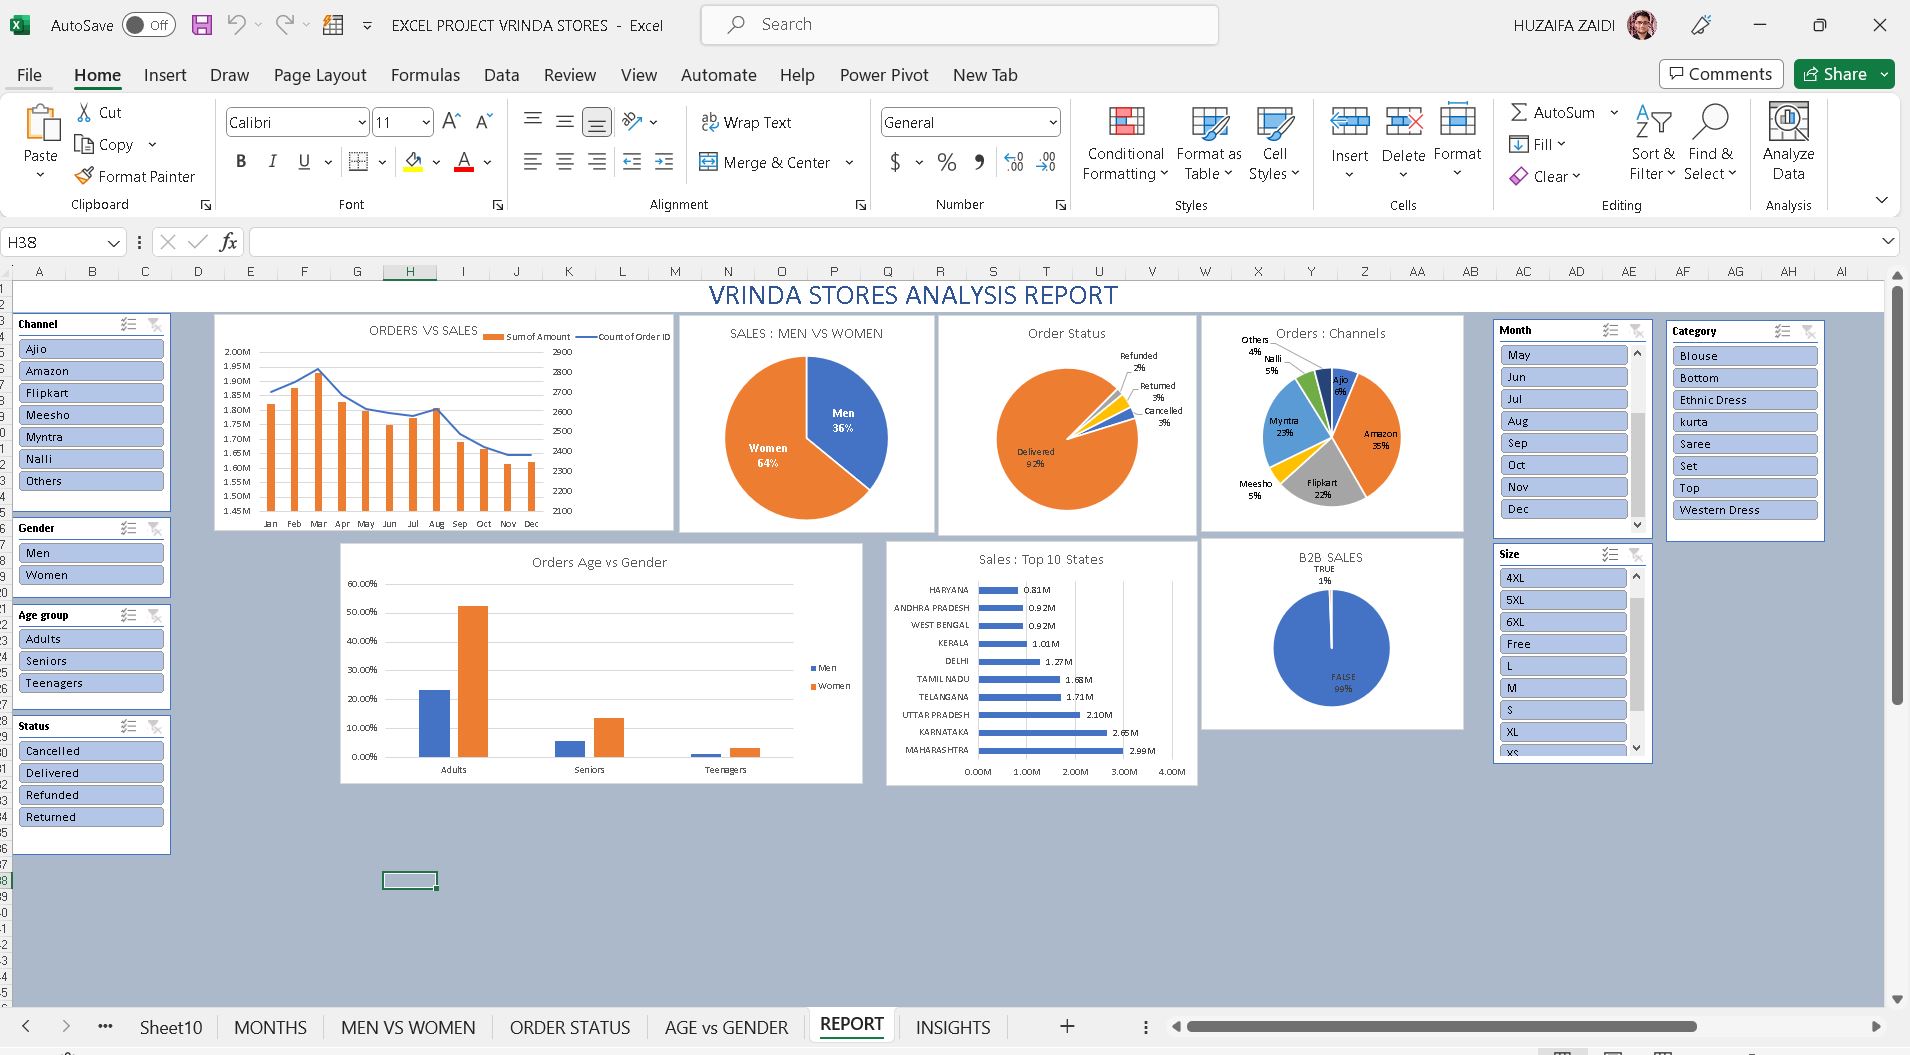 AutoSave Off EXCEL PROJECT VRINDA STORES - Excel Search HUZAIFA ZAIDI
File Home Insert Draw Page Layout Formulas Data Review View Automate Help Power Pivot New Tab Comments Share
Paste
Cut
Copy
Format Painter
Clipboard
Calibri 11
B I U A
Font
Wrap Text
Merge & Center
Alignment
General
$ %
Number
Conditional Formatting
Format as Table
Cell Styles
Styles
Insert
Delete
Format
Cells
AutoSum
Fill
Clear
Sort & Filter
Find & Select
Editing
Analyze Data
Analysis
H38 fx
A B C D E F G H I J K L M N O P Q R S T U V W X Y Z AA AB AC AD AE AF AG AH AI
VRINDA STORES ANALYSIS REPORT
Channel
Ajio
Amazon
Flipkart
Meesho
Myntra
Nalli
Others
Gender
Men
Women
Age group
Adults
Seniors
Teenagers
Status
Cancelled
Delivered
Refunded
Returned
ORDERS VS SALES
Sum of Amount Count of Order ID
2.00M
1.95M
1.90M
1.85M
1.80M
1.75M
1.70M
1.65M
1.60M
1.55M
1.50M
1.45M
2900
2800
2700
2600
2500
2400
2300
2200
2100
Jan Feb Mar Apr May Jun Jul Aug Sep Oct Nov Dec
SALES : MEN VS WOMEN
Men
36%
Women
64%
Order Status
Refunded
2%
Returned
3%
Cancelled
3%
Delivered
92%
Orders : Channels
Others
4%
Nalli
5%
Ajio
6%
Myntra
23%
Amazon
35%
Meesho
5%
Flipkart
22%
Orders Age vs Gender
60.00%
50.00%
40.00%
30.00%
20.00%
10.00%
0.00%
Adults Seniors Teenagers
Men
Women
Sales : Top 10 States
HARYANA 0.81M
ANDHRA PRADESH 0.92M
WEST BENGAL 0.92M
KERALA 1.01M
DELHI 1.27M
TAMIL NADU 1.68M
TELANGANA 1.71M
UTTAR PRADESH 2.10M
KARNATAKA 2.65M
MAHARASHTRA 2.99M
0.00M 1.00M 2.00M 3.00M 4.00M
B2B SALES
TRUE
1%
FALSE
99%
Month
May
Jun
Jul
Aug
Sep
Oct
Nov
Dec
Category
Blouse
Bottom
Ethnic Dress
kurta
Saree
Set
Top
Western Dress
Size
4XL
5XL
6XL
Free
L
M
S
XL
XS
Sheet10 MONTHS MEN VS WOMEN ORDER STATUS AGE vs GENDER REPORT INSIGHTS